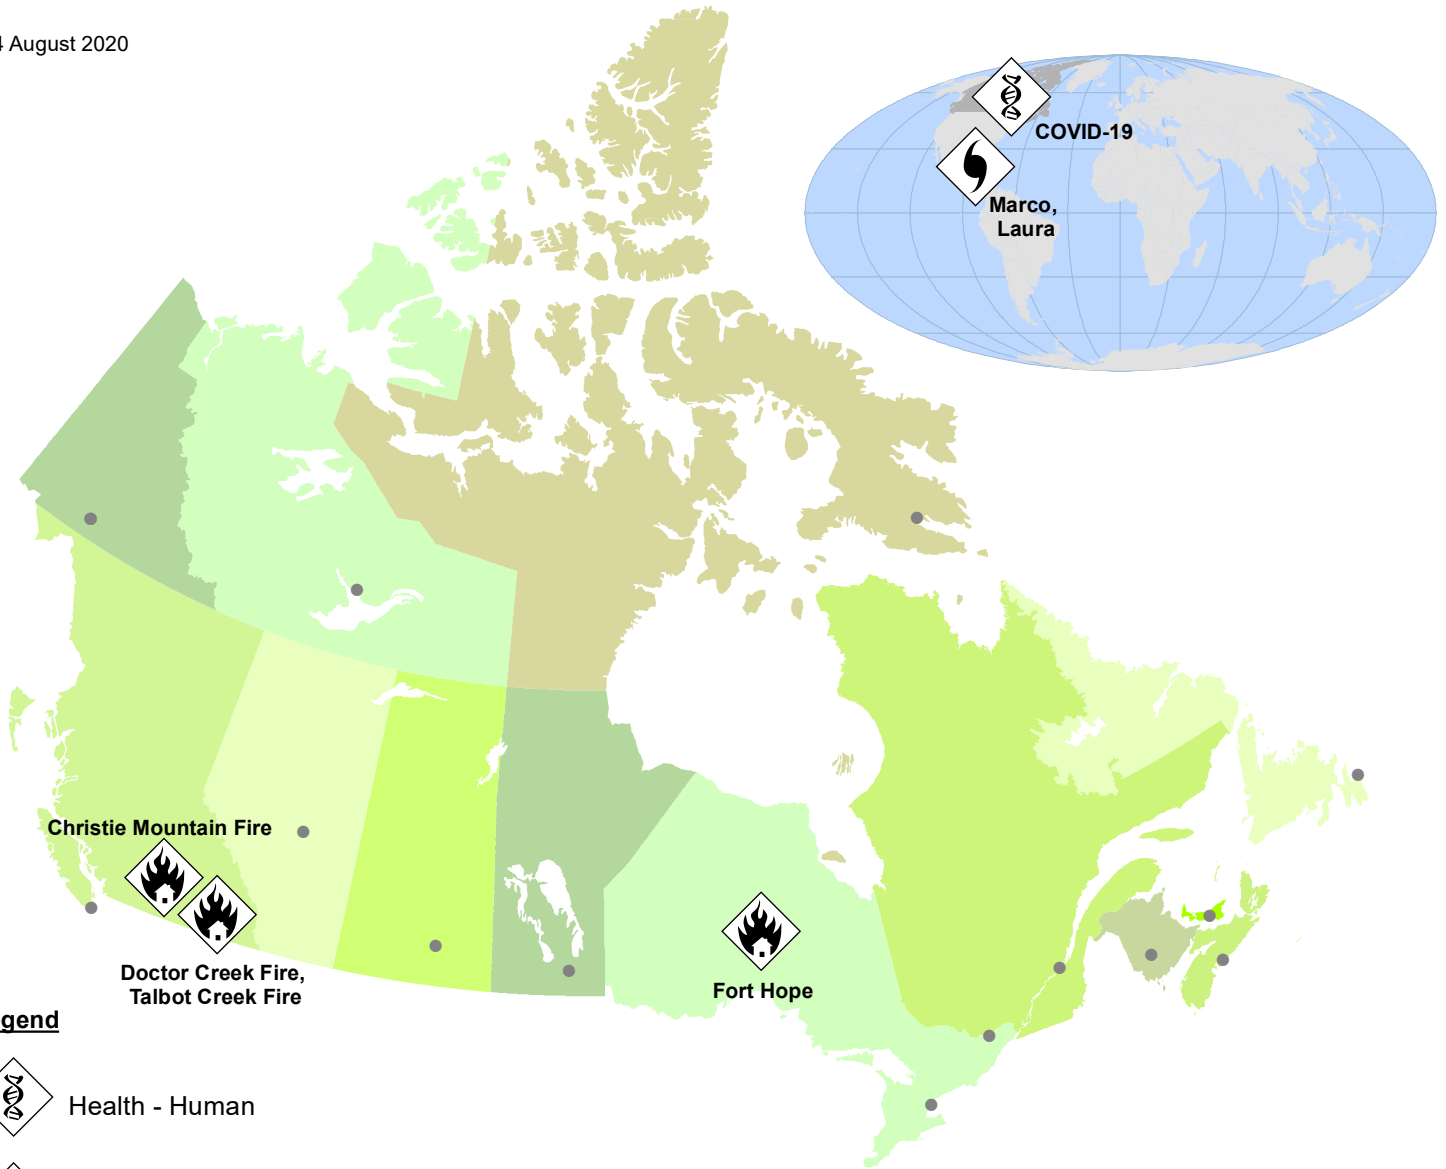 August 2020
COVID-19
Marco,
Laura
Christie Mountain Fire
Doctor Creek Fire,
Talbot Creek Fire
Fort Hope
gend
Health - Human